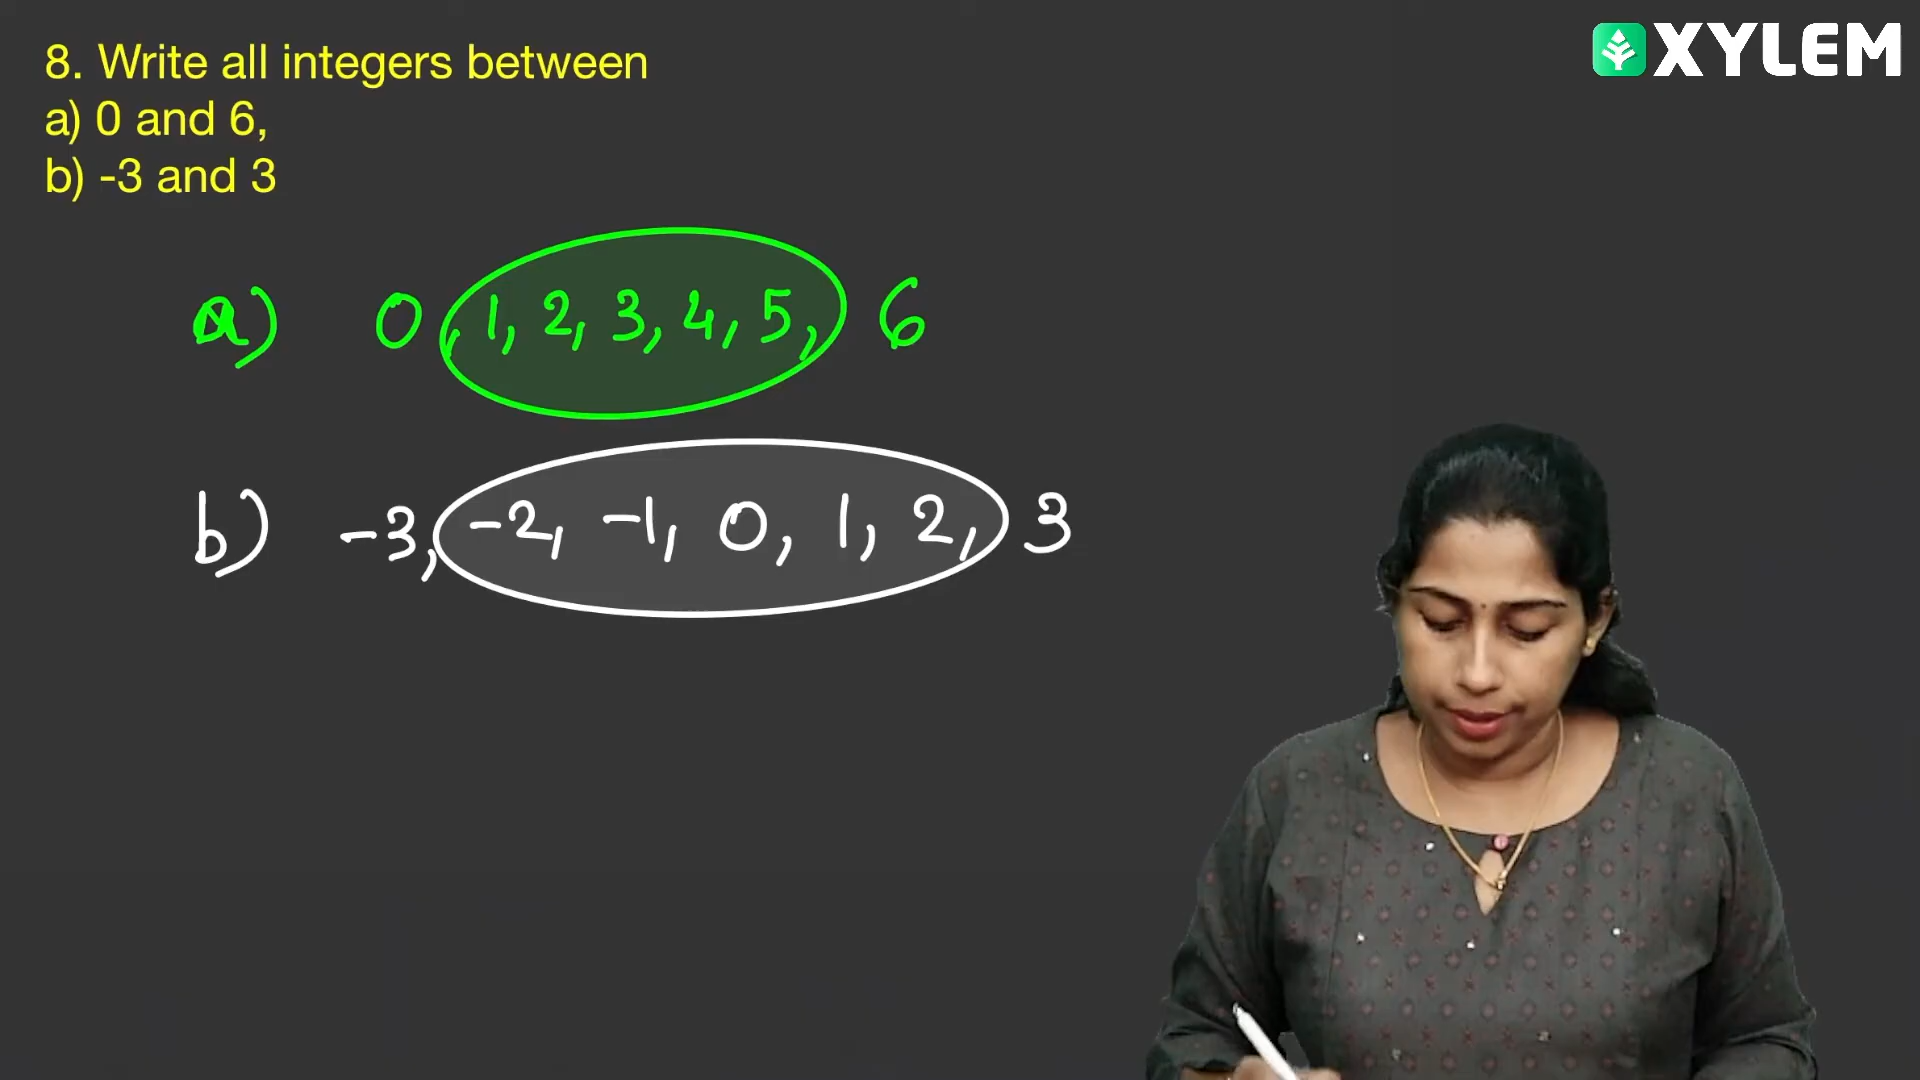 XYLEM
8. Write all integers between
a) 0 and 6,
b) -3 and 3
a) 0 , 1, 2, 3, 4, 5, 6
b) -3, -2, -1, 0, 1, 2, 3